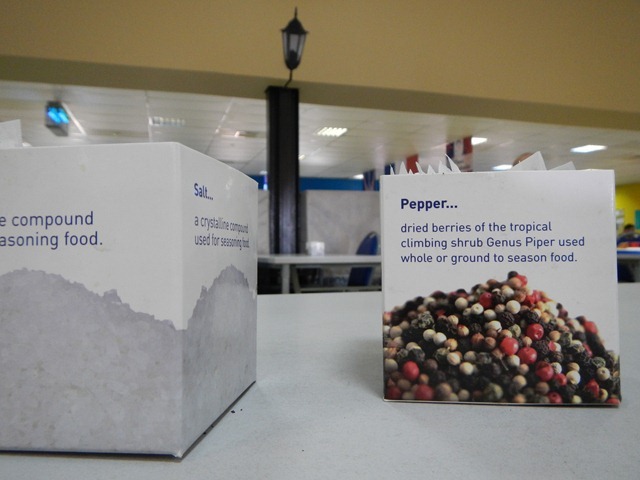 e compound
asoning food.
Salt...
a crystalline compound
used for seasoning food
Pepper...
dried berries of the tropical
climbing shrub Genus Piper used
whole or ground to season food.